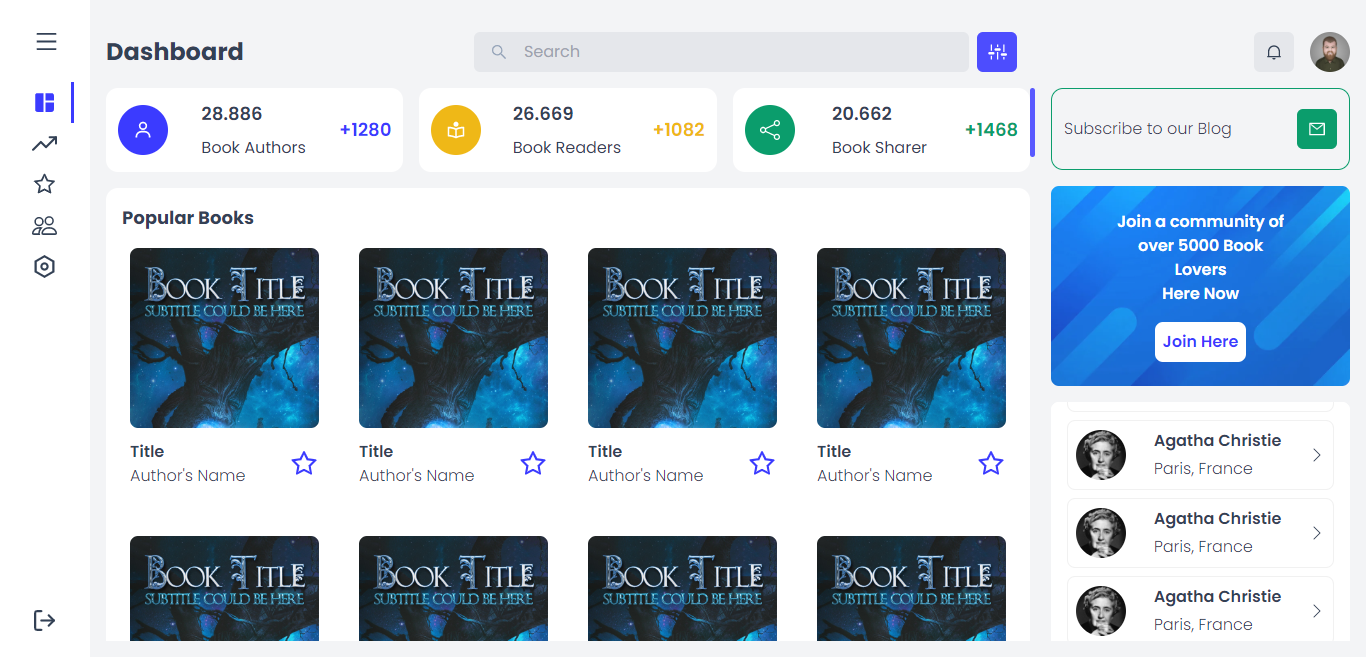 Dashboard
Search
28.886
Book Authors
+1280
26.669
Book Readers
+1082
20.662
Book Sharer
+1468
Subscribe to our Blog
Popular Books
BOOK TITLE
SUBTITLE COULD BE HERE
BOOK TITLE
SUBTITLE COULD BE HERE
BOOK TITLE
SUBTITLE COULD BE HERE
BOOK TITLE
SUBTITLE COULD BE HERE
Title
Author's Name
Title
Author's Name
Title
Author's Name
Title
Author's Name
BOOK TITLE
SUBTITLE COULD BE HERE
BOOK TITLE
SUBTITLE COULD BE HERE
BOOK TITLE
SUBTITLE COULD BE HERE
BOOK TITLE
SUBTITLE COULD BE HERE
Join a community of
over 5000 Book
Lovers
Here Now
Join Here
Agatha Christie
Paris, France
Agatha Christie
Paris, France
Agatha Christie
Paris, France